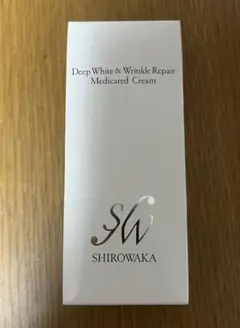 Deep White & Wrinkle Repair
Medicated Cream
SW
SHIROWAKA